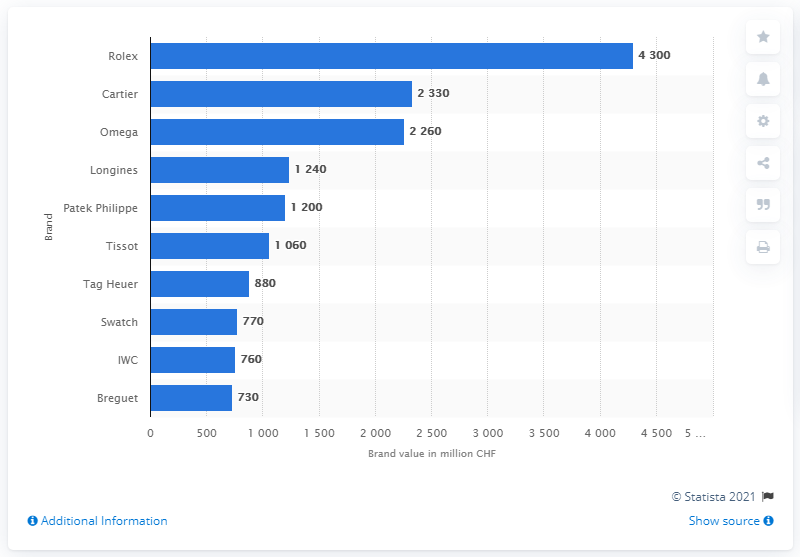 Rolex 4 300
Cartier 2 330
Omega 2 260
Longines 1 240
Patek Philippe 1 200
Tissot 1 060
Tag Heuer 880
Swatch 770
IWC 760
Breguet 730
Brand
0 500 1 000 1 500 2 000 2 500 3 000 3 500 4 000 4 500 5 ...
Brand value in million CHF
© Statista 2021
Additional Information Show source